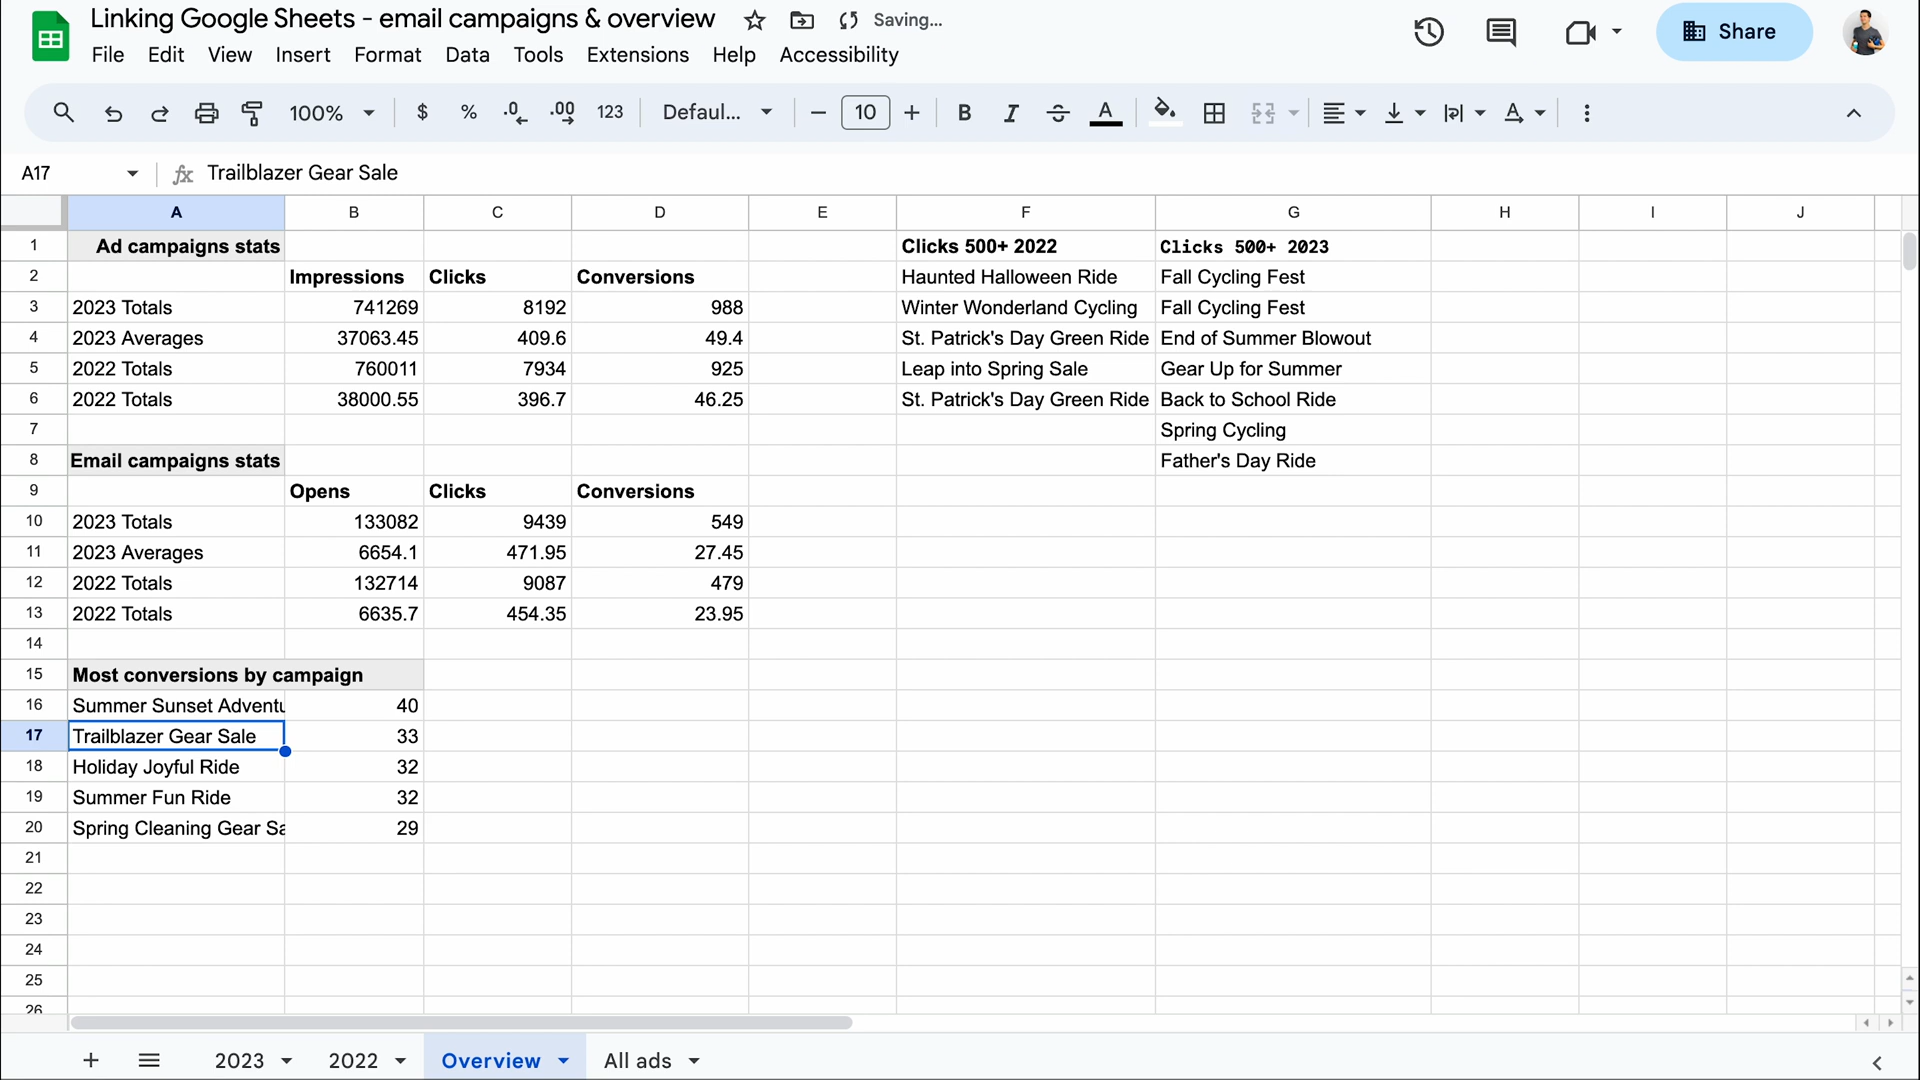 Linking Google Sheets - email campaigns & overview Saving...
File Edit View Insert Format Data Tools Extensions Help Accessibility
Share
100% $ % .0 .00 123 Defaul... − 10 + B I S A A
A17 fx Trailblazer Gear Sale
A B C D E F G H I J
1 Ad campaigns stats Clicks 500+ 2022 Clicks 500+ 2023
2 Impressions Clicks Conversions Haunted Halloween Ride Fall Cycling Fest
3 2023 Totals 741269 8192 988 Winter Wonderland Cycling Fall Cycling Fest
4 2023 Averages 37063.45 409.6 49.4 St. Patrick's Day Green Ride End of Summer Blowout
5 2022 Totals 760011 7934 925 Leap into Spring Sale Gear Up for Summer
6 2022 Totals 38000.55 396.7 46.25 St. Patrick's Day Green Ride Back to School Ride
7 Spring Cycling
8 Email campaigns stats Father's Day Ride
9 Opens Clicks Conversions
10 2023 Totals 133082 9439 549
11 2023 Averages 6654.1 471.95 27.45
12 2022 Totals 132714 9087 479
13 2022 Totals 6635.7 454.35 23.95
14
15 Most conversions by campaign
16 Summer Sunset Adventu 40
17 Trailblazer Gear Sale 33
18 Holiday Joyful Ride 32
19 Summer Fun Ride 32
20 Spring Cleaning Gear Sa 29
21
22
23
24
25
26
+ 2023 2022 Overview All ads